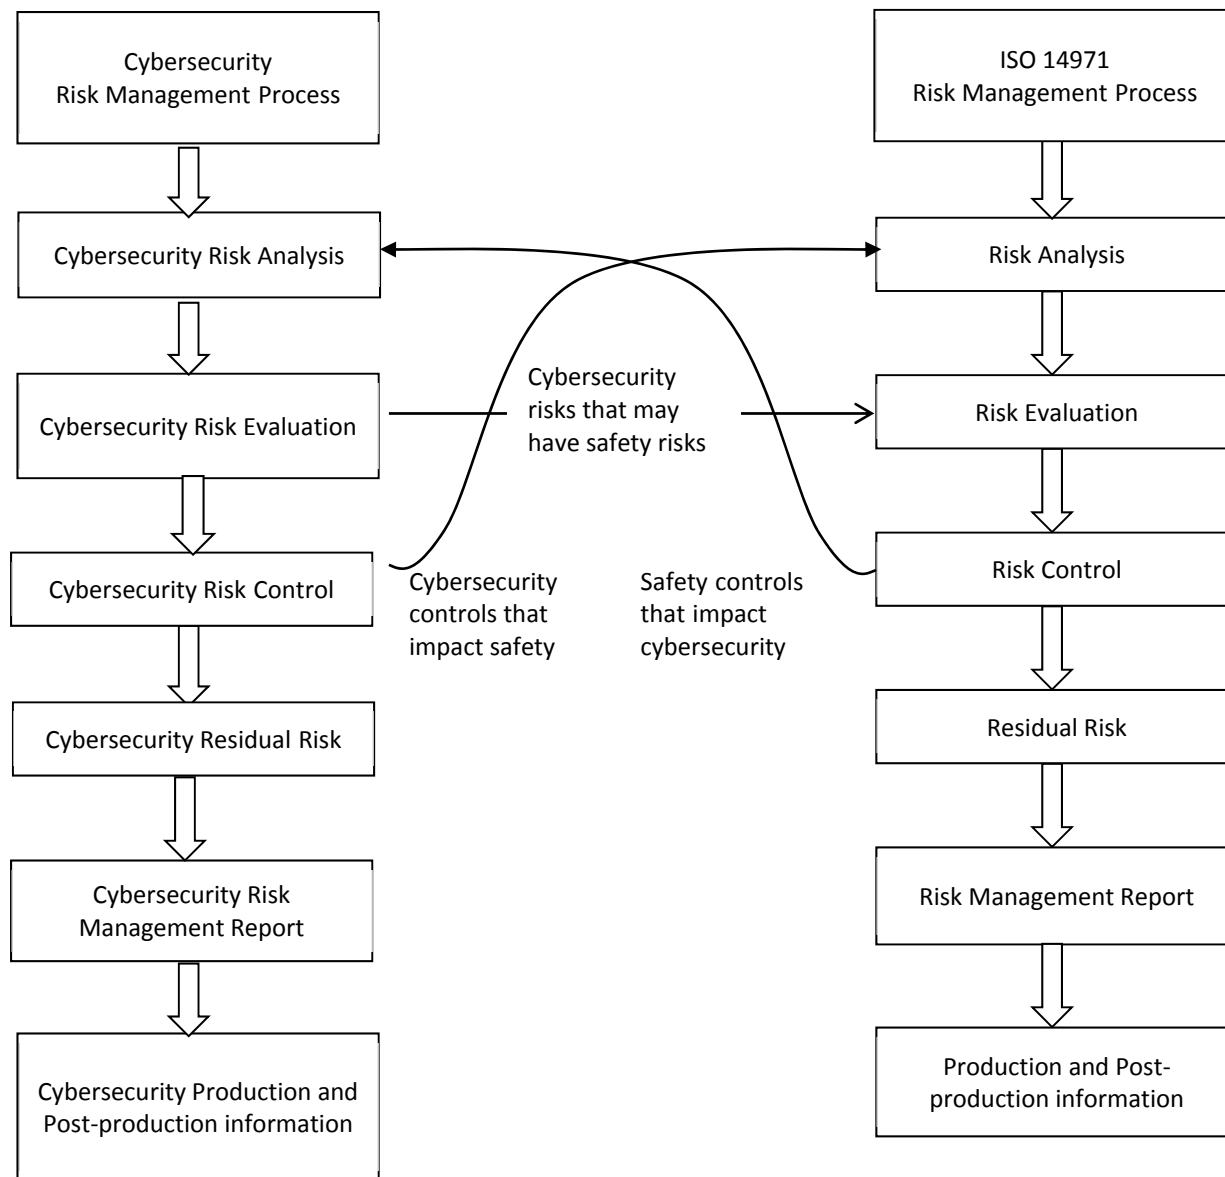 Cybersecurity
Risk Management Process
ISO 14971
Risk Management Process
Cybersecurity Risk Analysis
Risk Analysis
Cybersecurity
risks that may
have safety risks
Cybersecurity Risk Evaluation
Risk Evaluation
Cybersecurity Risk Control
Cybersecurity
controls that
impact safety
Safety controls
that impact
cybersecurity
Risk Control
Cybersecurity Residual Risk
Residual Risk
Cybersecurity Risk
Management Report
Risk Management Report
Cybersecurity Production and
Post-production information
Production and Post-
production information